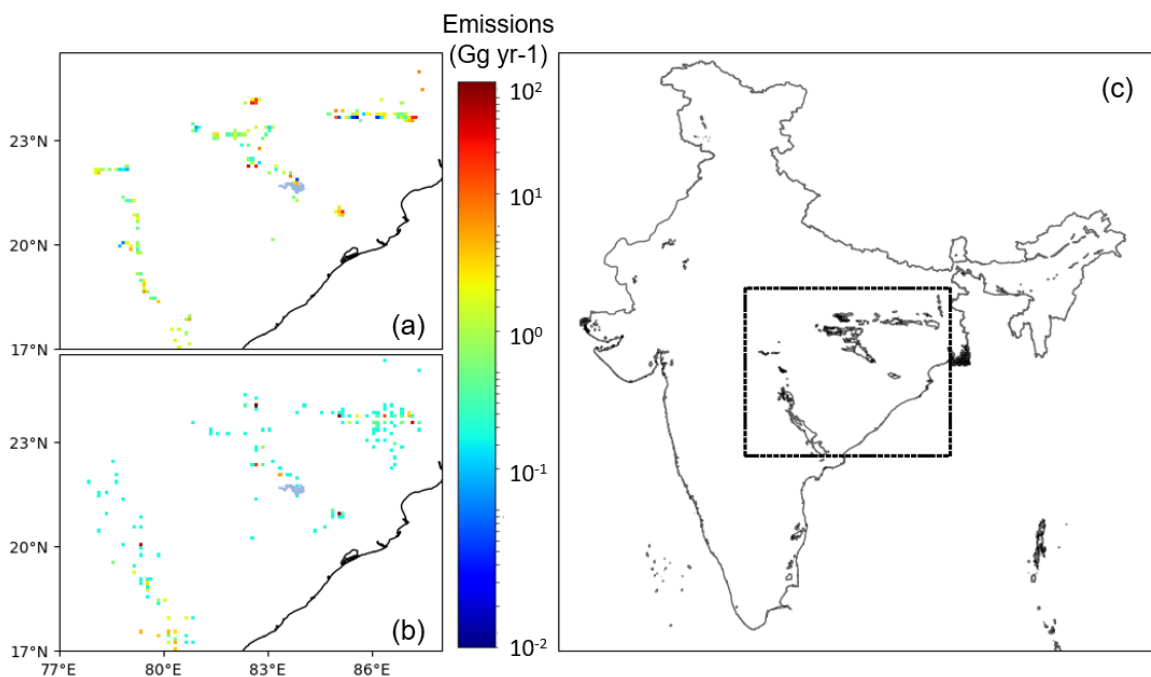 Emissions
(Gg yr-1)
10²
10¹
10⁰
10⁻¹
10⁻²
23°N
20°N
17°N
(a)
23°N
20°N
17°N
77°E 80°E 83°E 86°E
(b)
(c)